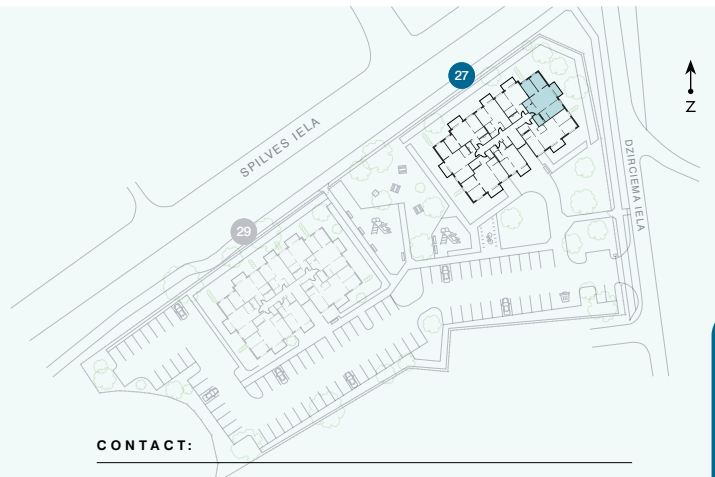 27
Z
SPILVES IELA
DZIRCIEMA IELA
29
CONTACT: